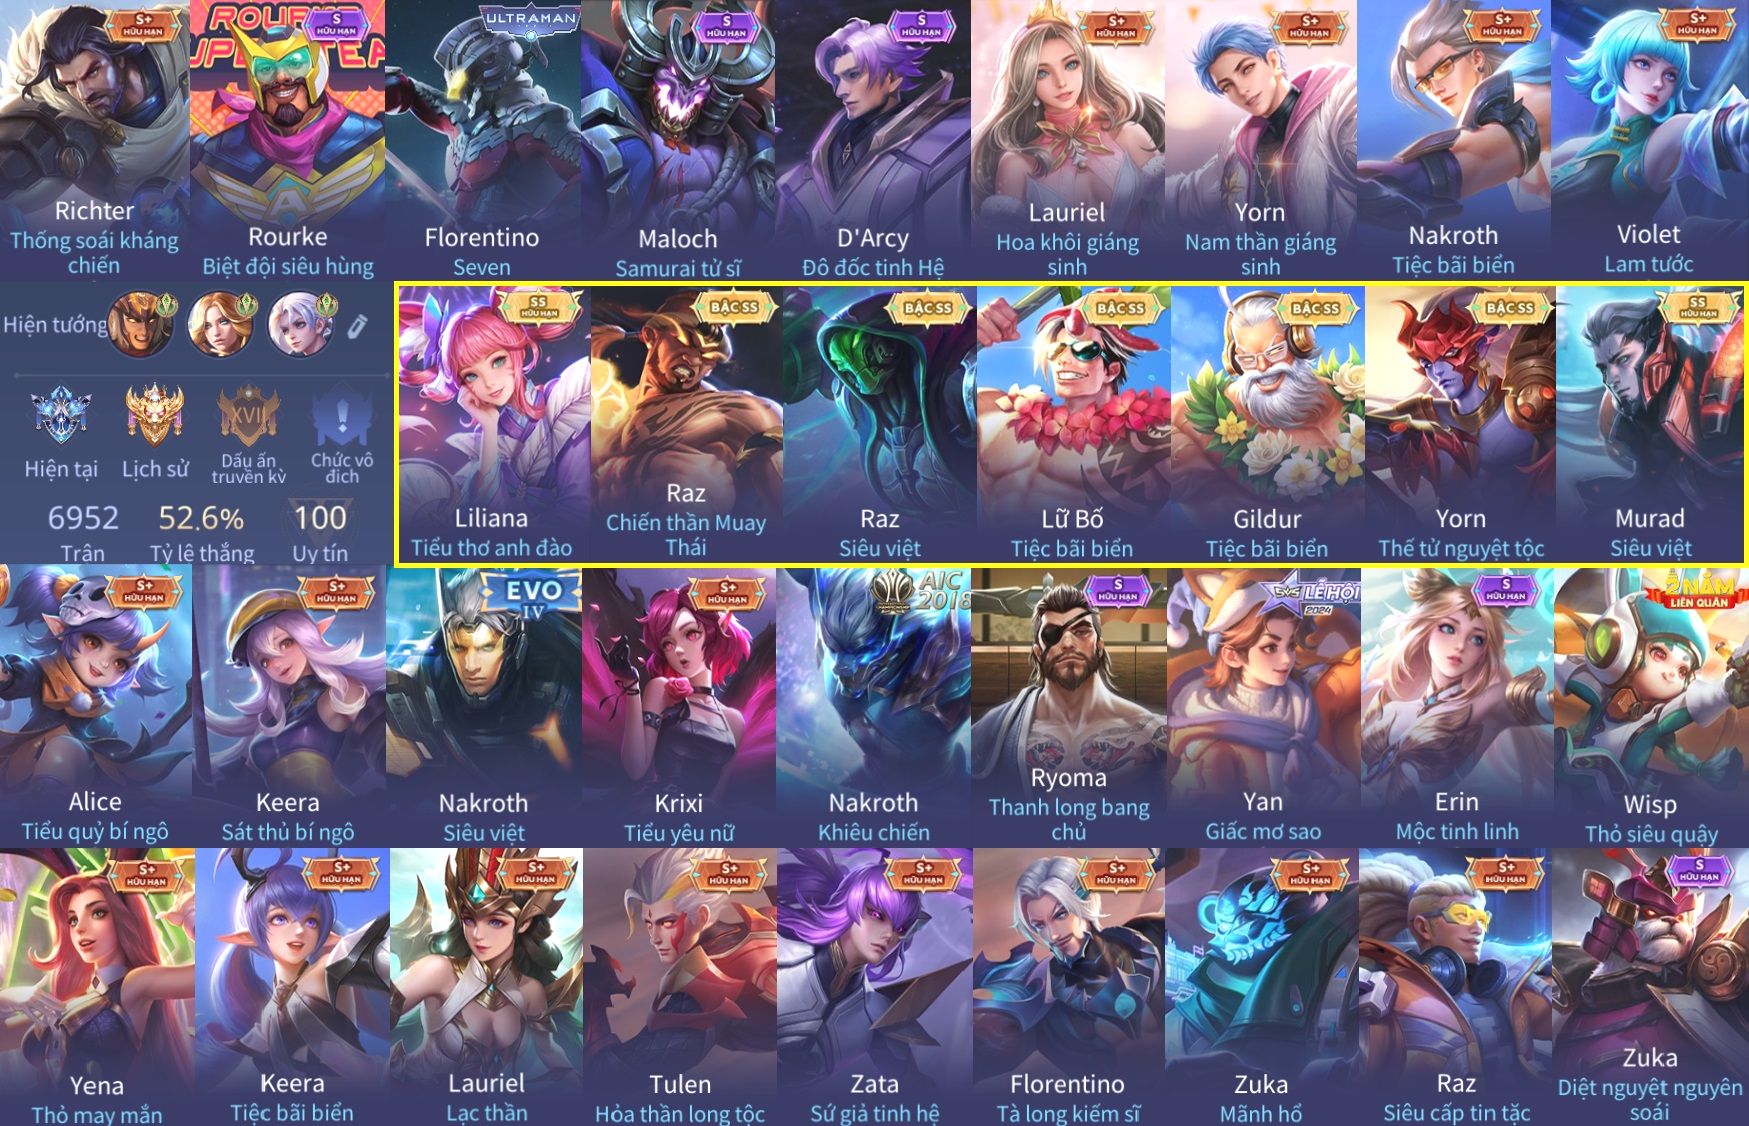 S+
HỮU HẠN
Richter
Thống soái kháng
chiến
S
HỮU HẠN
Rourke
Biệt đội siêu hùng
ULTRAMAN
Florentino
Seven
S
HỮU HẠN
Maloch
Samurai tử sĩ
S
HỮU HẠN
D'Arcy
Đô đốc tinh Hệ
S+
HỮU HẠN
Lauriel
Hoa khôi giáng
sinh
S+
HỮU HẠN
Yorn
Nam thần giáng
sinh
S+
HỮU HẠN
Nakroth
Tiệc bãi biển
S+
HỮU HẠN
Violet
Lam tước
Hiện tướng
XVII
Hiện tại
Lịch sử
Dấu ấn
truyền kỳ
Chức vô
địch
6952
Trận
52.6%
Tỷ lệ thắng
100
Uy tín
SS
HỮU HẠN
Liliana
Tiểu thơ anh đào
BẬC SS
Raz
Chiến thần Muay
Thái
BẬC SS
Raz
Siêu việt
BẬC SS
Lữ Bố
Tiệc bãi biển
BẬC SS
Gildur
Tiệc bãi biển
BẬC SS
Yorn
Thế tử nguyệt tộc
SS
HỮU HẠN
Murad
Siêu việt
S+
HỮU HẠN
Alice
Tiểu quỷ bí ngô
S+
HỮU HẠN
Keera
Sát thủ bí ngô
EVO
IV
Nakroth
Siêu việt
S+
HỮU HẠN
Krixi
Tiểu yêu nữ
AIC
2018
Nakroth
Khiêu chiến
S
HỮU HẠN
Ryoma
Thanh long bang
chủ
LỄ HỘI
2024
Yan
Giấc mơ sao
S
HỮU HẠN
Erin
Mộc tinh linh
2 NĂM
LIÊN QUÂN
Wisp
Thỏ siêu quậy
S+
HỮU HẠN
Yena
Thỏ may mắn
S+
HỮU HẠN
Keera
Tiệc bãi biển
S+
HỮU HẠN
Lauriel
Lạc thần
S+
HỮU HẠN
Tulen
Hỏa thần long tộc
S+
HỮU HẠN
Zata
Sứ giả tinh hệ
S+
HỮU HẠN
Florentino
Tà long kiếm sĩ
S+
HỮU HẠN
Zuka
Mãnh hổ
S+
HỮU HẠN
Raz
Siêu cấp tin tặc
S
HỮU HẠN
Zuka
Diệt nguyệt nguyên
soái